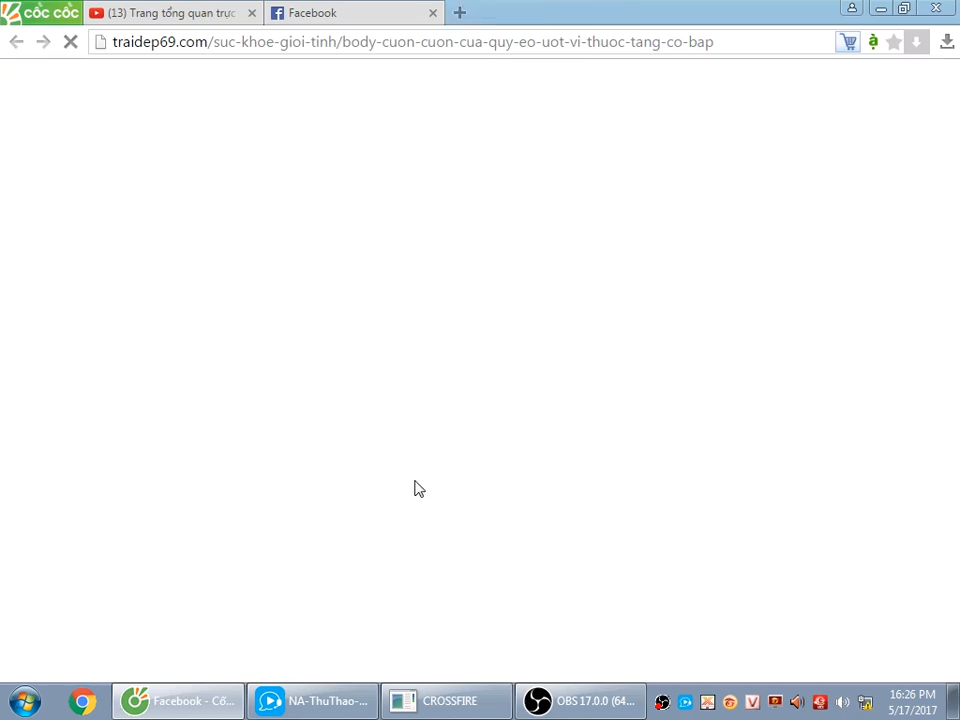 cốc cốc
(13) Trang tổng quan trực
Facebook
traidep69.com/suc-khoe-gioi-tinh/body-cuon-cuon-cua-quy-eo-uot-vi-thuoc-tang-co-bap
ạ
Facebook - Cố...
NA-ThuThao-...
CROSSFIRE
OBS 17.0.0 (64...
V
16:26 PM
5/17/2017